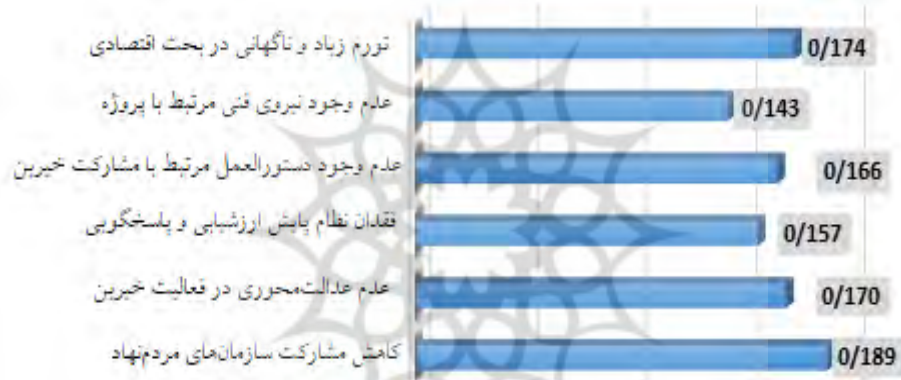 تورم زیاد و ناگهانی در بحث اقتصادی 0/174
عدم وجود نیروی فنی مرتبط با پروژه 0/143
عدم وجود دستورالعمل مرتبط با مشارکت خیرین 0/166
فقدان نظام پایش ارزشیابی و پاسخگویی 0/157
عدم عدالت‌محوری در فعالیت خیرین 0/170
کاهش مشارکت سازمان‌های مردم‌نهاد 0/189